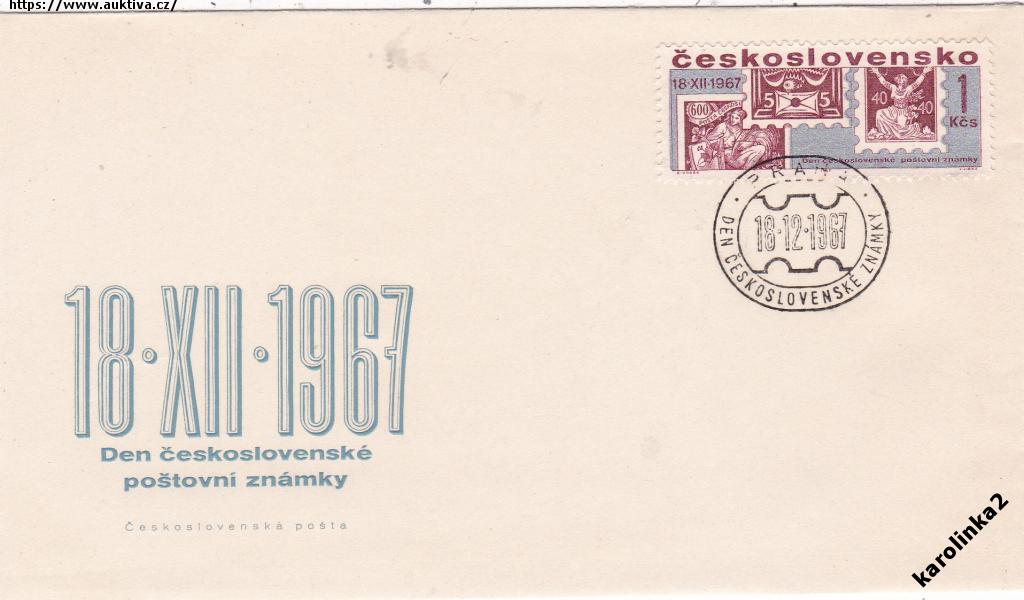 https://www.auktiva.cz/
československo
18·XII·1967
1
Kčs
600
5 5
40 40
Den československé poštovní známky
PRAHA
18·12·1967
DEN ČESKOSLOVENSKÉ ZNÁMKY
18·XII·1967
Den československé
poštovní známky
Československá pošta
karolinka2